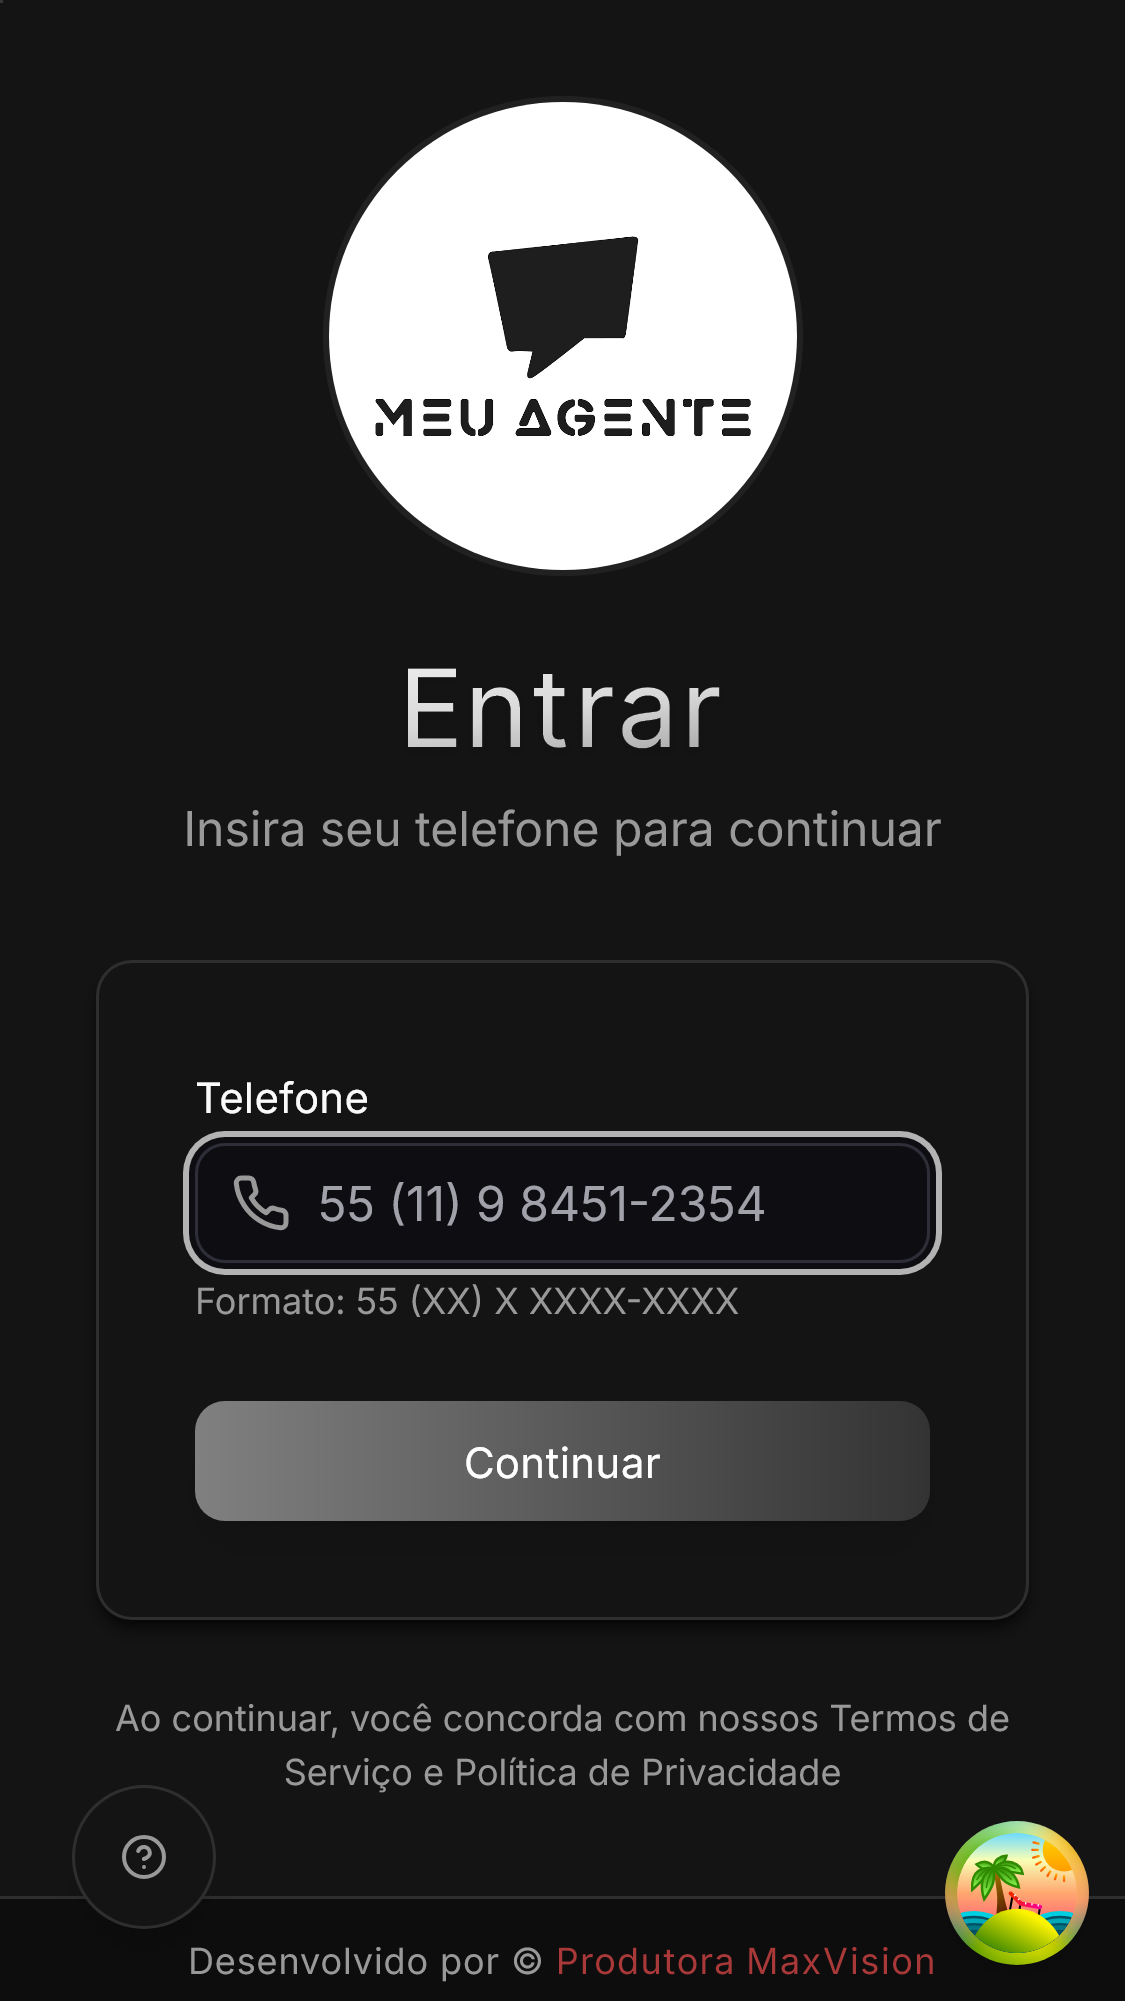 MEU AGENTE
Entrar
Insira seu telefone para continuar
Telefone
55 (11) 9 8451-2354
Formato: 55 (XX) X XXXX-XXXX
Continuar
Ao continuar, você concorda com nossos Termos de
Serviço e Política de Privacidade
Desenvolvido por © Produtora MaxVision